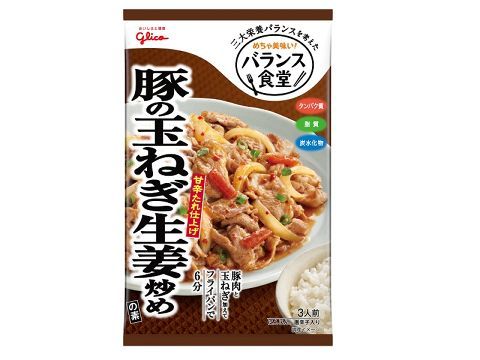 おいしさと健康
glico
三大栄養バランスを考えた
めちゃ美味い!
バランス
食堂
タンパク質
脂質
炭水化物
豚の玉ねぎ生姜炒め
の素
甘辛たれ仕上げ
豚肉と
玉ねぎ加えて
フライパンで
6分
3人前